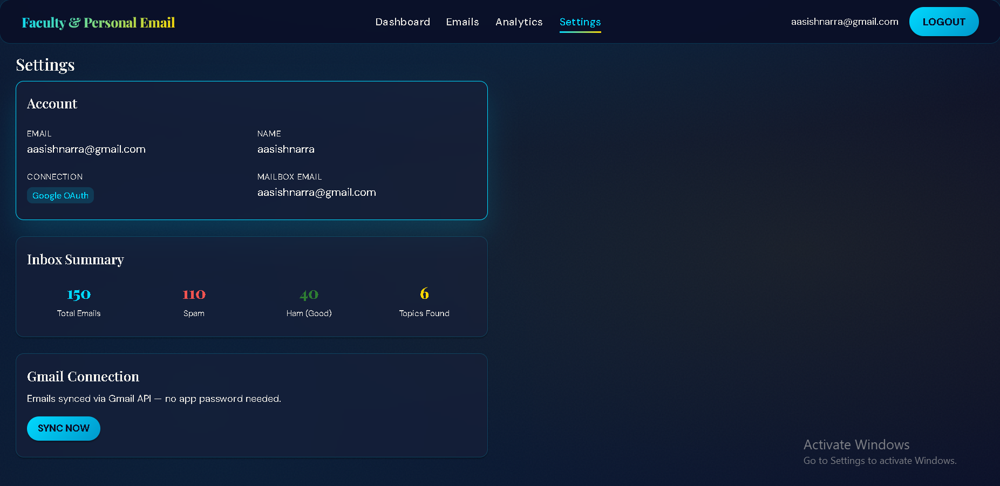 Faculty & Personal Email
Dashboard
Emails
Analytics
Settings
aasishnarra@gmail.com
LOGOUT
Settings
Account
EMAIL
aasishnarra@gmail.com
NAME
aasishnarra
CONNECTION
Google OAuth
MAILBOX EMAIL
aasishnarra@gmail.com
Inbox Summary
150
Total Emails
110
Spam
40
Ham (Good)
6
Topics Found
Gmail Connection
Emails synced via Gmail API — no app password needed.
SYNC NOW
Activate Windows
Go to Settings to activate Windows.